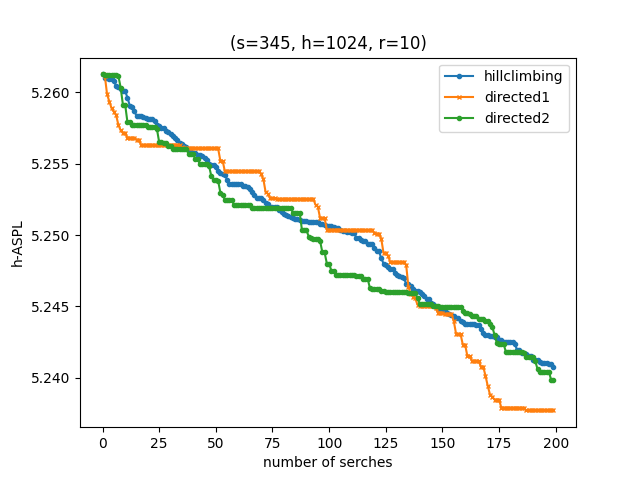 (s=345, h=1024, r=10)
hillclimbing
directed1
directed2
h-ASPL
5.260
5.255
5.250
5.245
5.240
0 25 50 75 100 125 150 175 200
number of serches